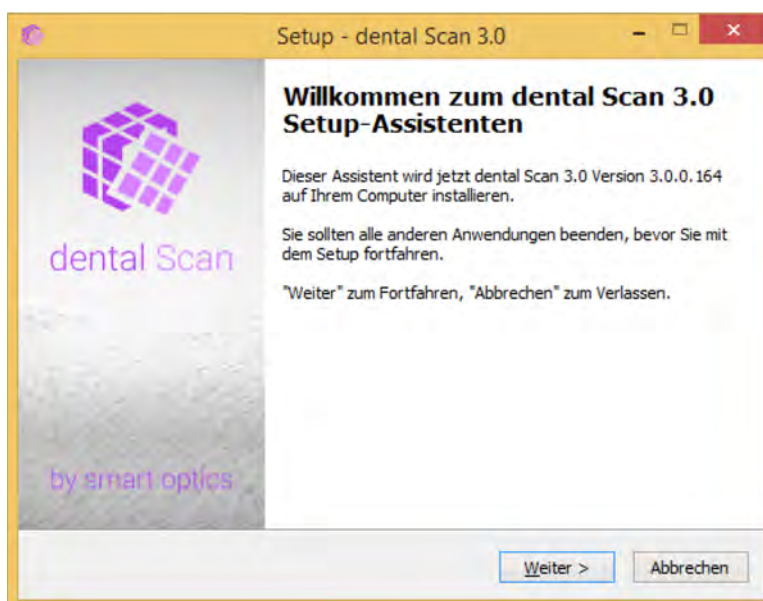 Setup - dental Scan 3.0
Willkommen zum dental Scan 3.0
Setup-Assistenten
Dieser Assistent wird jetzt dental Scan 3.0 Version 3.0.0.164
auf Ihrem Computer installieren.
Sie sollten alle anderen Anwendungen beenden, bevor Sie mit
dem Setup fortfahren.
"Weiter" zum Fortfahren, "Abbrechen" zum Verlassen.
dental Scan
by smart optics
Weiter >
Abbrechen